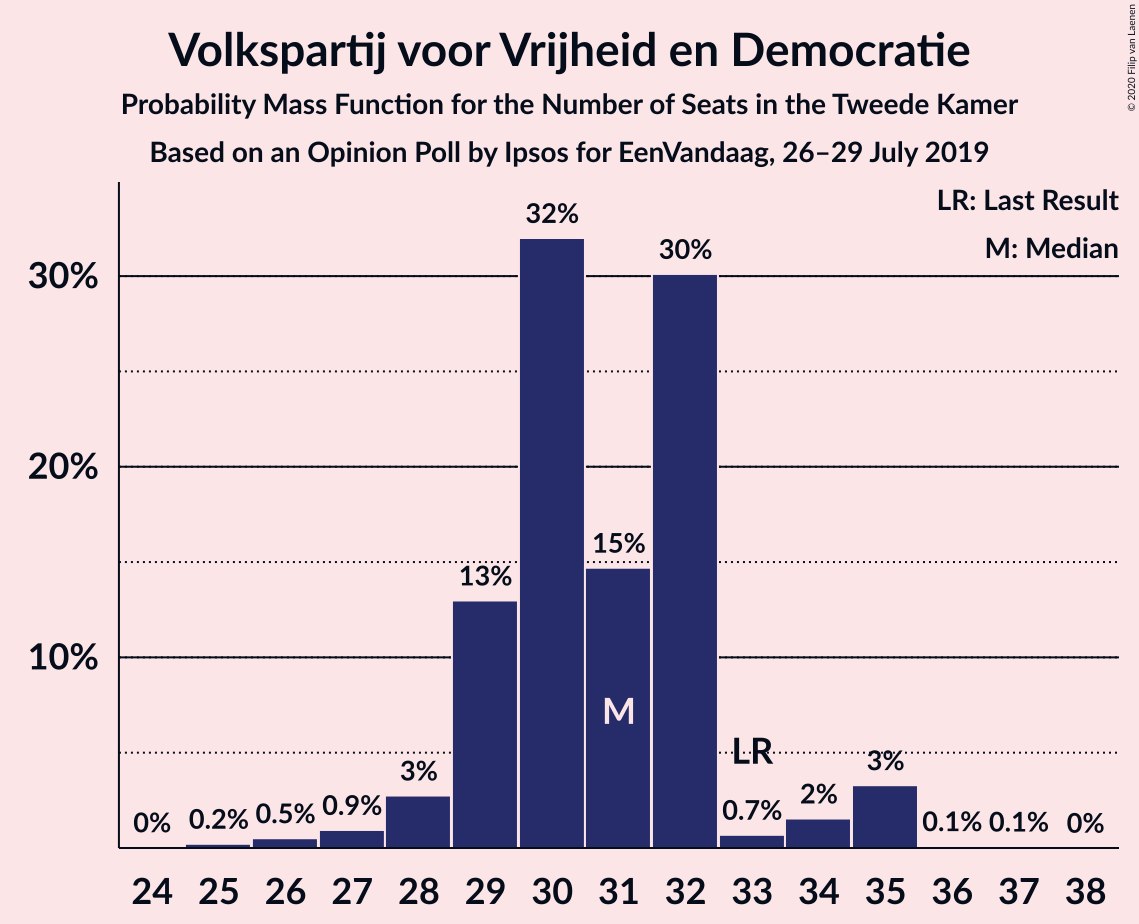 Volkspartij voor Vrijheid en Democratie
Probability Mass Function for the Number of Seats in the Tweede Kamer
Based on an Opinion Poll by Ipsos for EenVandaag, 26–29 July 2019
© 2020 Filip van Laenen
LR: Last Result
M: Median
30%
20%
10%
0% 0.2% 0.5% 0.9% 3% 13% 32% 15% 30% 0.7% 2% 3% 0.1% 0.1% 0%
M
LR
24 25 26 27 28 29 30 31 32 33 34 35 36 37 38